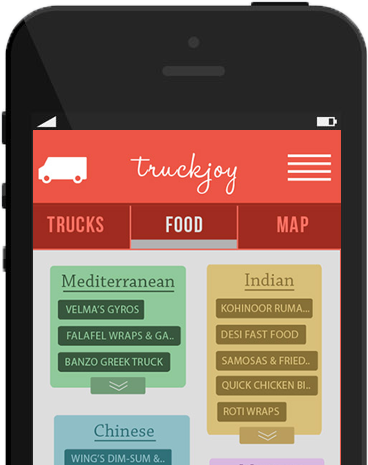 truckjoy
TRUCKS FOOD MAP
Mediterranean
VELMA'S GYROS
FALAFEL WRAPS & GA..
BANZO GREEK TRUCK
Indian
KOHINOOR RUMA...
DESI FAST FOOD
SAMOSAS & FRIED..
QUICK CHICKEN BI..
ROTI WRAPS
Chinese
WING'S DIM-SUM &..